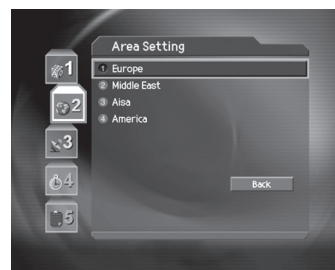 Area Setting
1 Europe
2 Middle East
3 Aisa
4 America
Back
1
2
3
4
5